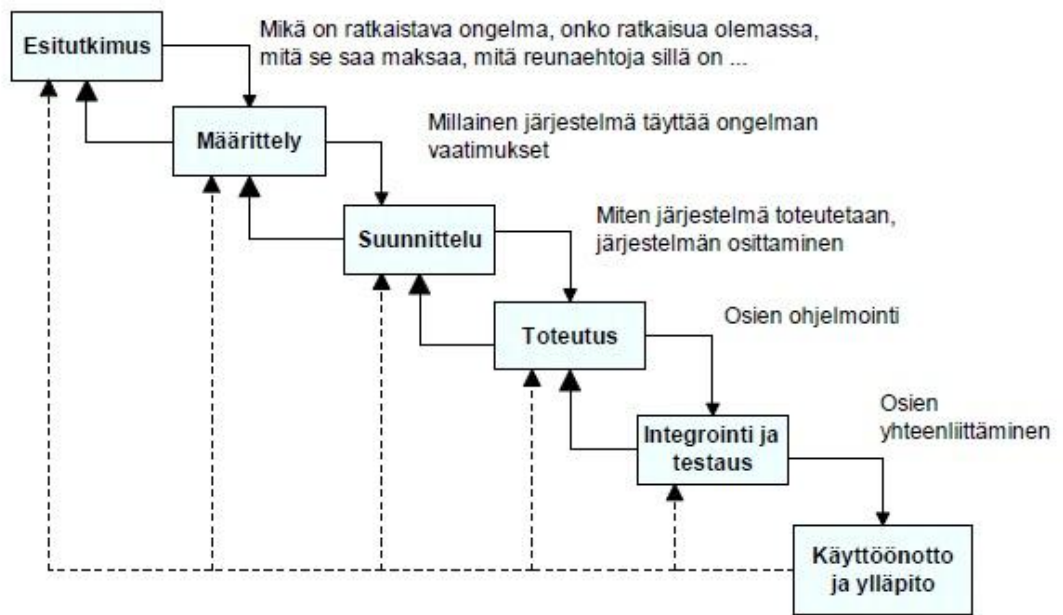 Esitutkimus
Mikä on ratkaistava ongelma, onko ratkaisua olemassa,
mitä se saa maksaa, mitä reunaehtoja sillä on ...
Määrittely
Millainen järjestelmä täyttää ongelman
vaatimukset
Suunnittelu
Miten järjestelmä toteutetaan,
järjestelmän osittaminen
Toteutus
Osien ohjelmointi
Integrointi ja
testaus
Osien
yhteenliittäminen
Käyttöönotto
ja ylläpito